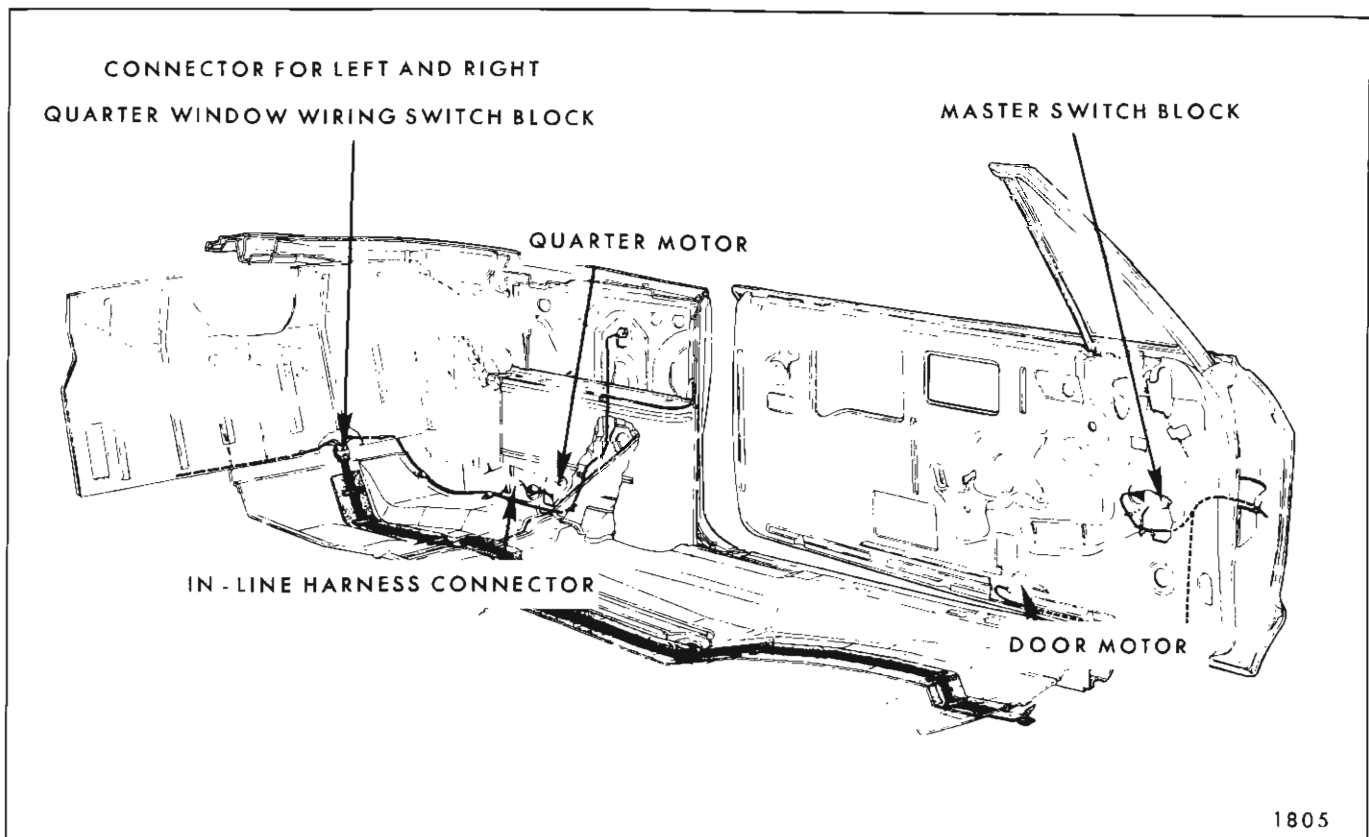 CONNECTOR FOR LEFT AND RIGHT
QUARTER WINDOW WIRING SWITCH BLOCK
MASTER SWITCH BLOCK
QUARTER MOTOR
IN-LINE HARNESS CONNECTOR
DOOR MOTOR
1805